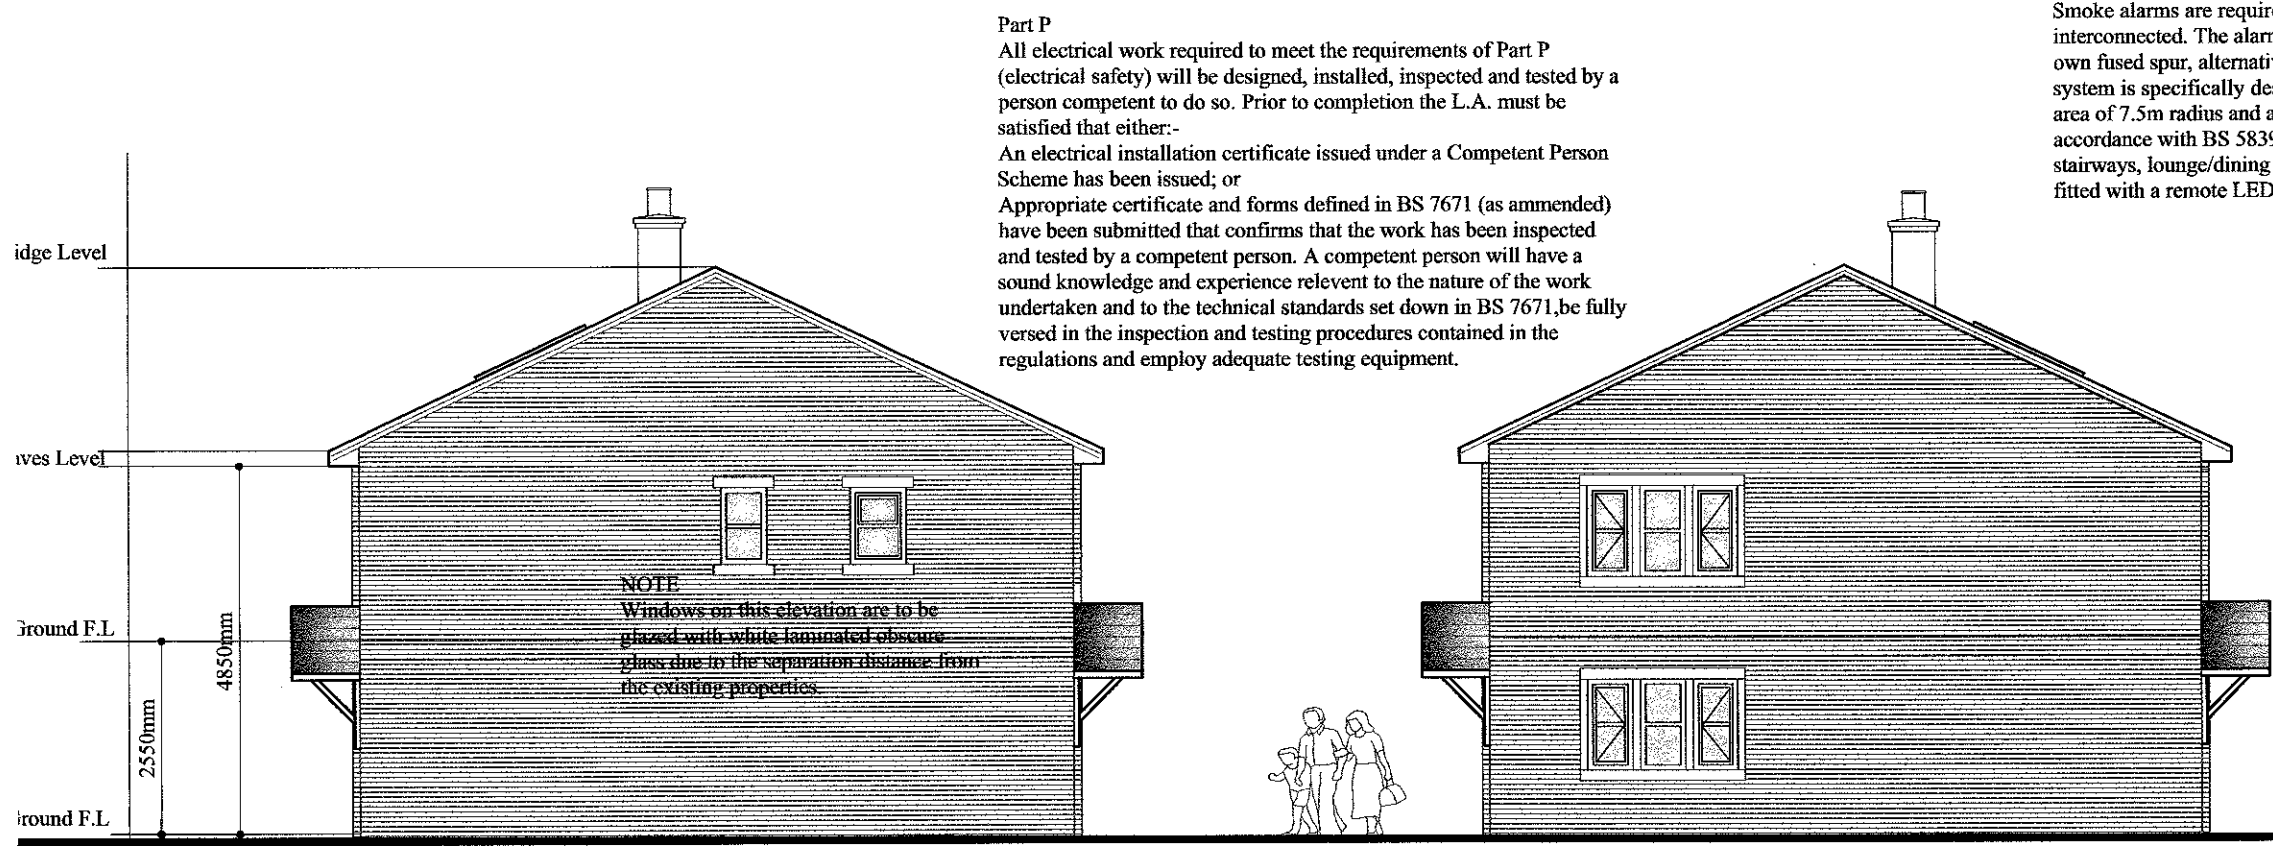 Part P
All electrical work required to meet the requirements of Part P
(electrical safety) will be designed, installed, inspected and tested by a
person competent to do so. Prior to completion the L.A. must be
satisfied that either:-
An electrical installation certificate issued under a Competent Person
Scheme has been issued; or
Appropriate certificate and forms defined in BS 7671 (as ammended)
have been submitted that confirms that the work has been inspected
and tested by a competent person. A competent person will have a
sound knowledge and experience relevent to the nature of the work
undertaken and to the technical standards set down in BS 7671,be fully
versed in the inspection and testing procedures contained in the
regulations and employ adequate testing equipment.
Smoke alarms are require
interconnected. The alarm
own fused spur, alternativ
system is specifically des
area of 7.5m radius and a
accordance with BS 5839
stairways, lounge/dining
fitted with a remote LED
idge Level
ves Level
Ground F.L
round F.L
4850mm
2550mm
NOTE
Windows on this elevation are to be
glazed with white laminated obscure
glass due to the separation distance from
the existing properties.